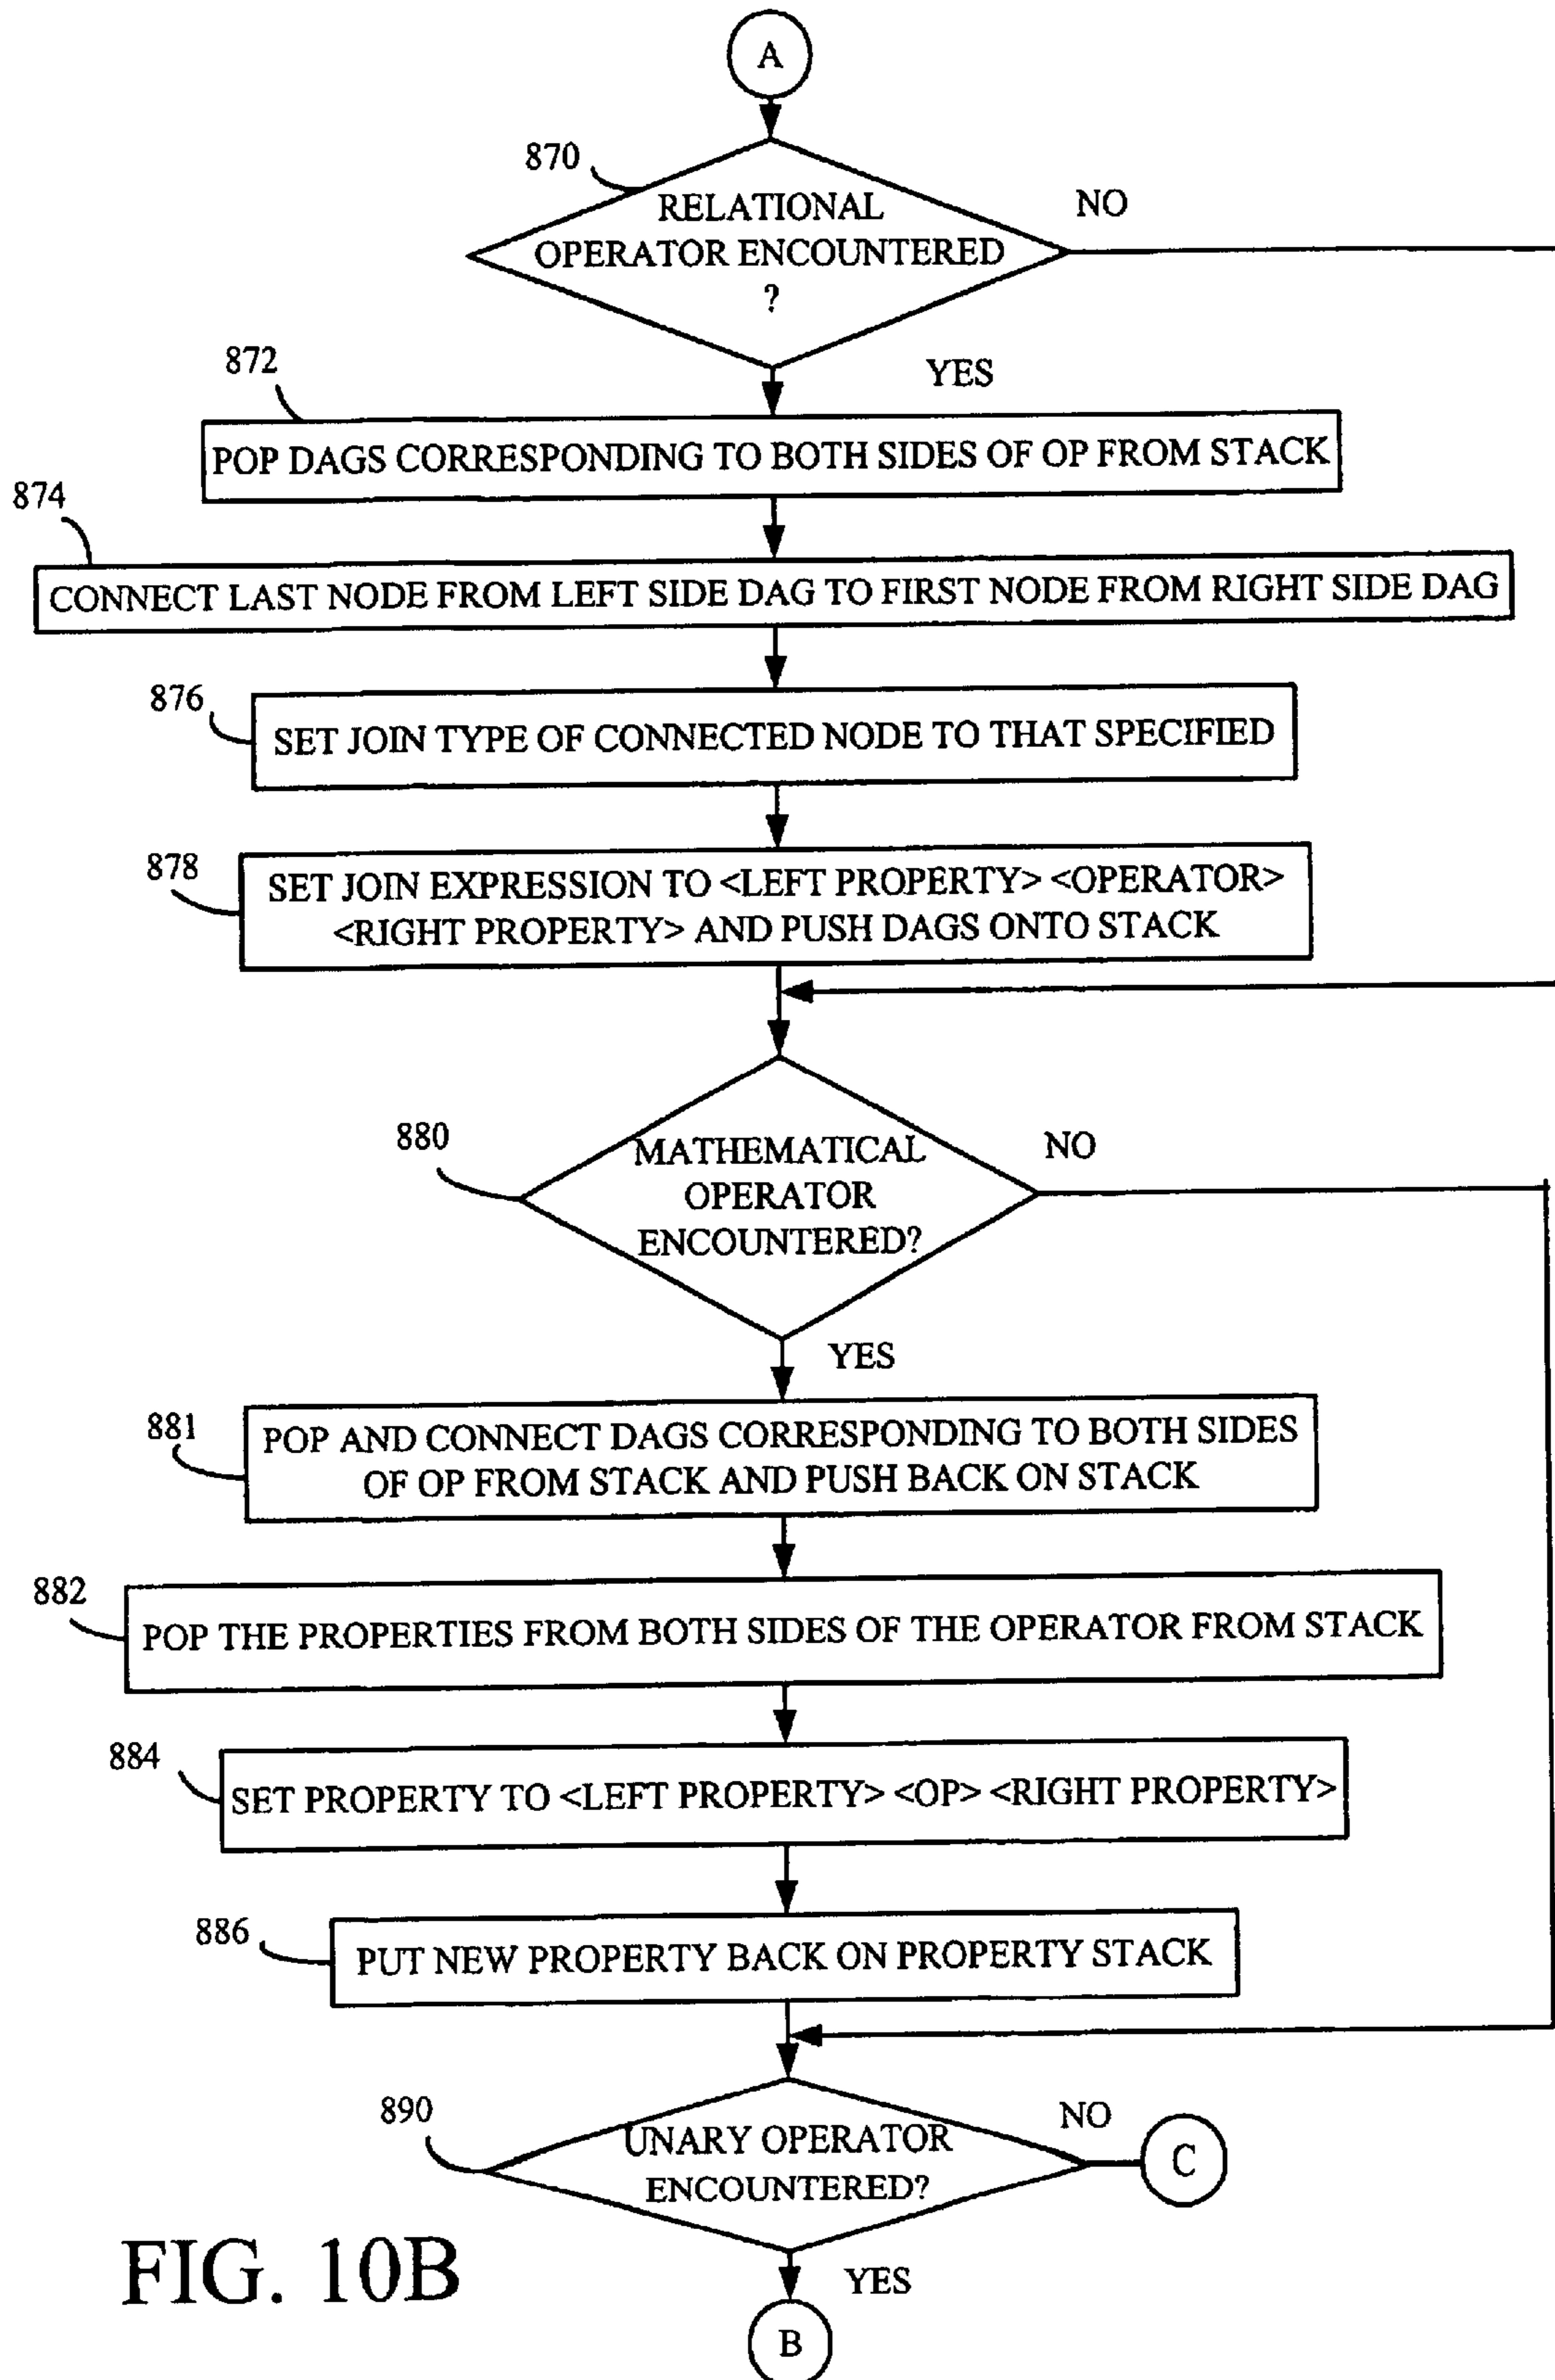 A
870
RELATIONAL
OPERATOR ENCOUNTERED
?
NO
YES
872
POP DAGS CORRESPONDING TO BOTH SIDES OF OP FROM STACK
874
CONNECT LAST NODE FROM LEFT SIDE DAG TO FIRST NODE FROM RIGHT SIDE DAG
876
SET JOIN TYPE OF CONNECTED NODE TO THAT SPECIFIED
878
SET JOIN EXPRESSION TO <LEFT PROPERTY> <OPERATOR>
<RIGHT PROPERTY> AND PUSH DAGS ONTO STACK
880
MATHEMATICAL
OPERATOR
ENCOUNTERED?
NO
YES
881
POP AND CONNECT DAGS CORRESPONDING TO BOTH SIDES
OF OP FROM STACK AND PUSH BACK ON STACK
882
POP THE PROPERTIES FROM BOTH SIDES OF THE OPERATOR FROM STACK
884
SET PROPERTY TO <LEFT PROPERTY> <OP> <RIGHT PROPERTY>
886
PUT NEW PROPERTY BACK ON PROPERTY STACK
890
UNARY OPERATOR
ENCOUNTERED?
NO
C
YES
B
FIG. 10B